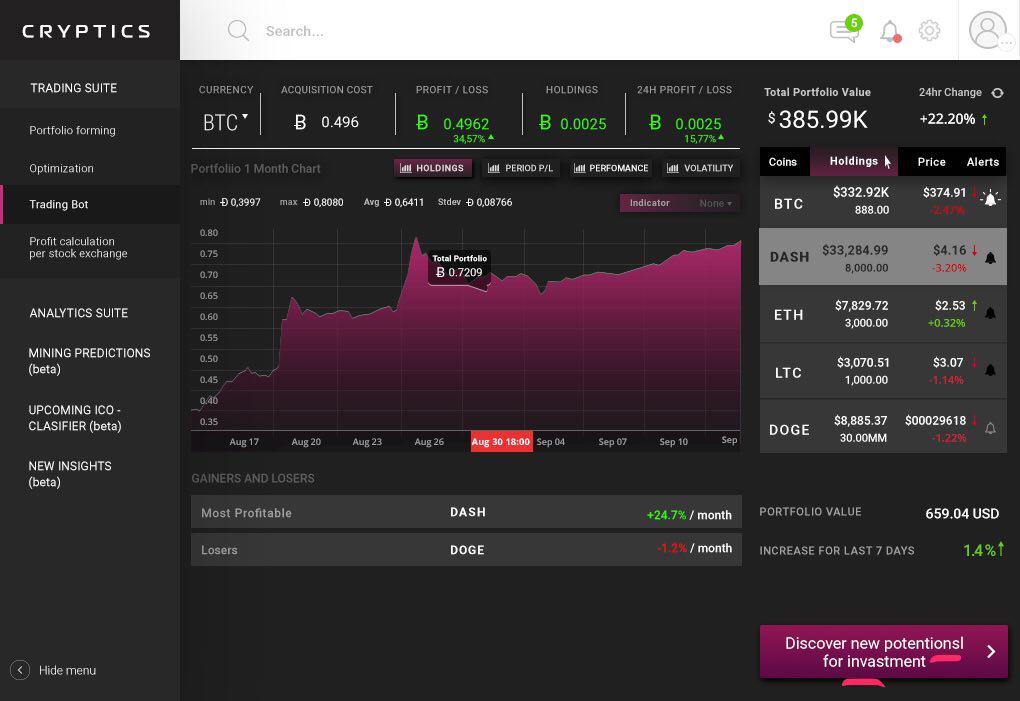 CRYPTICS
Search...
5
TRADING SUITE
Portfolio forming
Optimization
Trading Bot
Profit calculation
per stock exchange
ANALYTICS SUITE
MINING PREDICTIONS
(beta)
UPCOMING ICO -
CLASIFIER (beta)
NEW INSIGHTS
(beta)
Hide menu
CURRENCY ACQUISITION COST PROFIT / LOSS HOLDINGS 24H PROFIT / LOSS
BTC Ƀ 0.496 Ƀ 0.4962 Ƀ 0.0025 Ƀ 0.0025
34,57% 15,77%
Portfoliio 1 Month Chart HOLDINGS PERIOD P/L PERFOMANCE VOLATILITY
min Đ 0,3997 max Đ 0,8080 Avg Đ 0,6411 Stdev Đ 0,08766 Indicator None
0.80
0.75
0.70
0.65
0.60
0.55
0.50
0.45
0.40
0.35
Total Portfolio
Ƀ 0.7209
Aug 17 Aug 20 Aug 23 Aug 26 Aug 30 18:00 Sep 04 Sep 07 Sep 10 Sep
GAINERS AND LOSERS
Most Profitable DASH +24.7% / month
Losers DOGE -1.2% / month
Total Portfolio Value 24hr Change
$385.99K +22.20% ↑
Coins Holdings Price Alerts
BTC $332.92K $374.91 ↓
888.00 -2.47%
DASH $33,284.99 $4.16 ↓
8,000.00 -3.20%
ETH $7,829.72 $2.53 ↑
3,000.00 +0.32%
LTC $3,070.51 $3.07 ↓
1,000.00 -1.14%
DOGE $8,885.37 $00029618 ↓
30.00MM -1.22%
PORTFOLIO VALUE 659.04 USD
INCREASE FOR LAST 7 DAYS 1.4%↑
Discover new potentionsl
for invastment